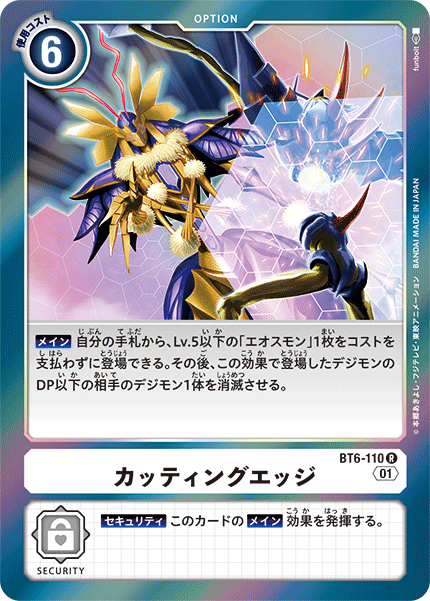 OPTION
使用コスト
6
funbolt
メイン 自分の手札から、Lv.5以下の「エオスモン」1枚をコストを
支払わずに登場できる。その後、この効果で登場したデジモンの
DP以下の相手のデジモン1体を消滅させる。
©本郷あきよし・フジテレビ・東映アニメーション BANDAI MADE IN JAPAN
BT6-110 R
カッティングエッジ
01
セキュリティ このカードの メイン 効果を発揮する。
SECURITY